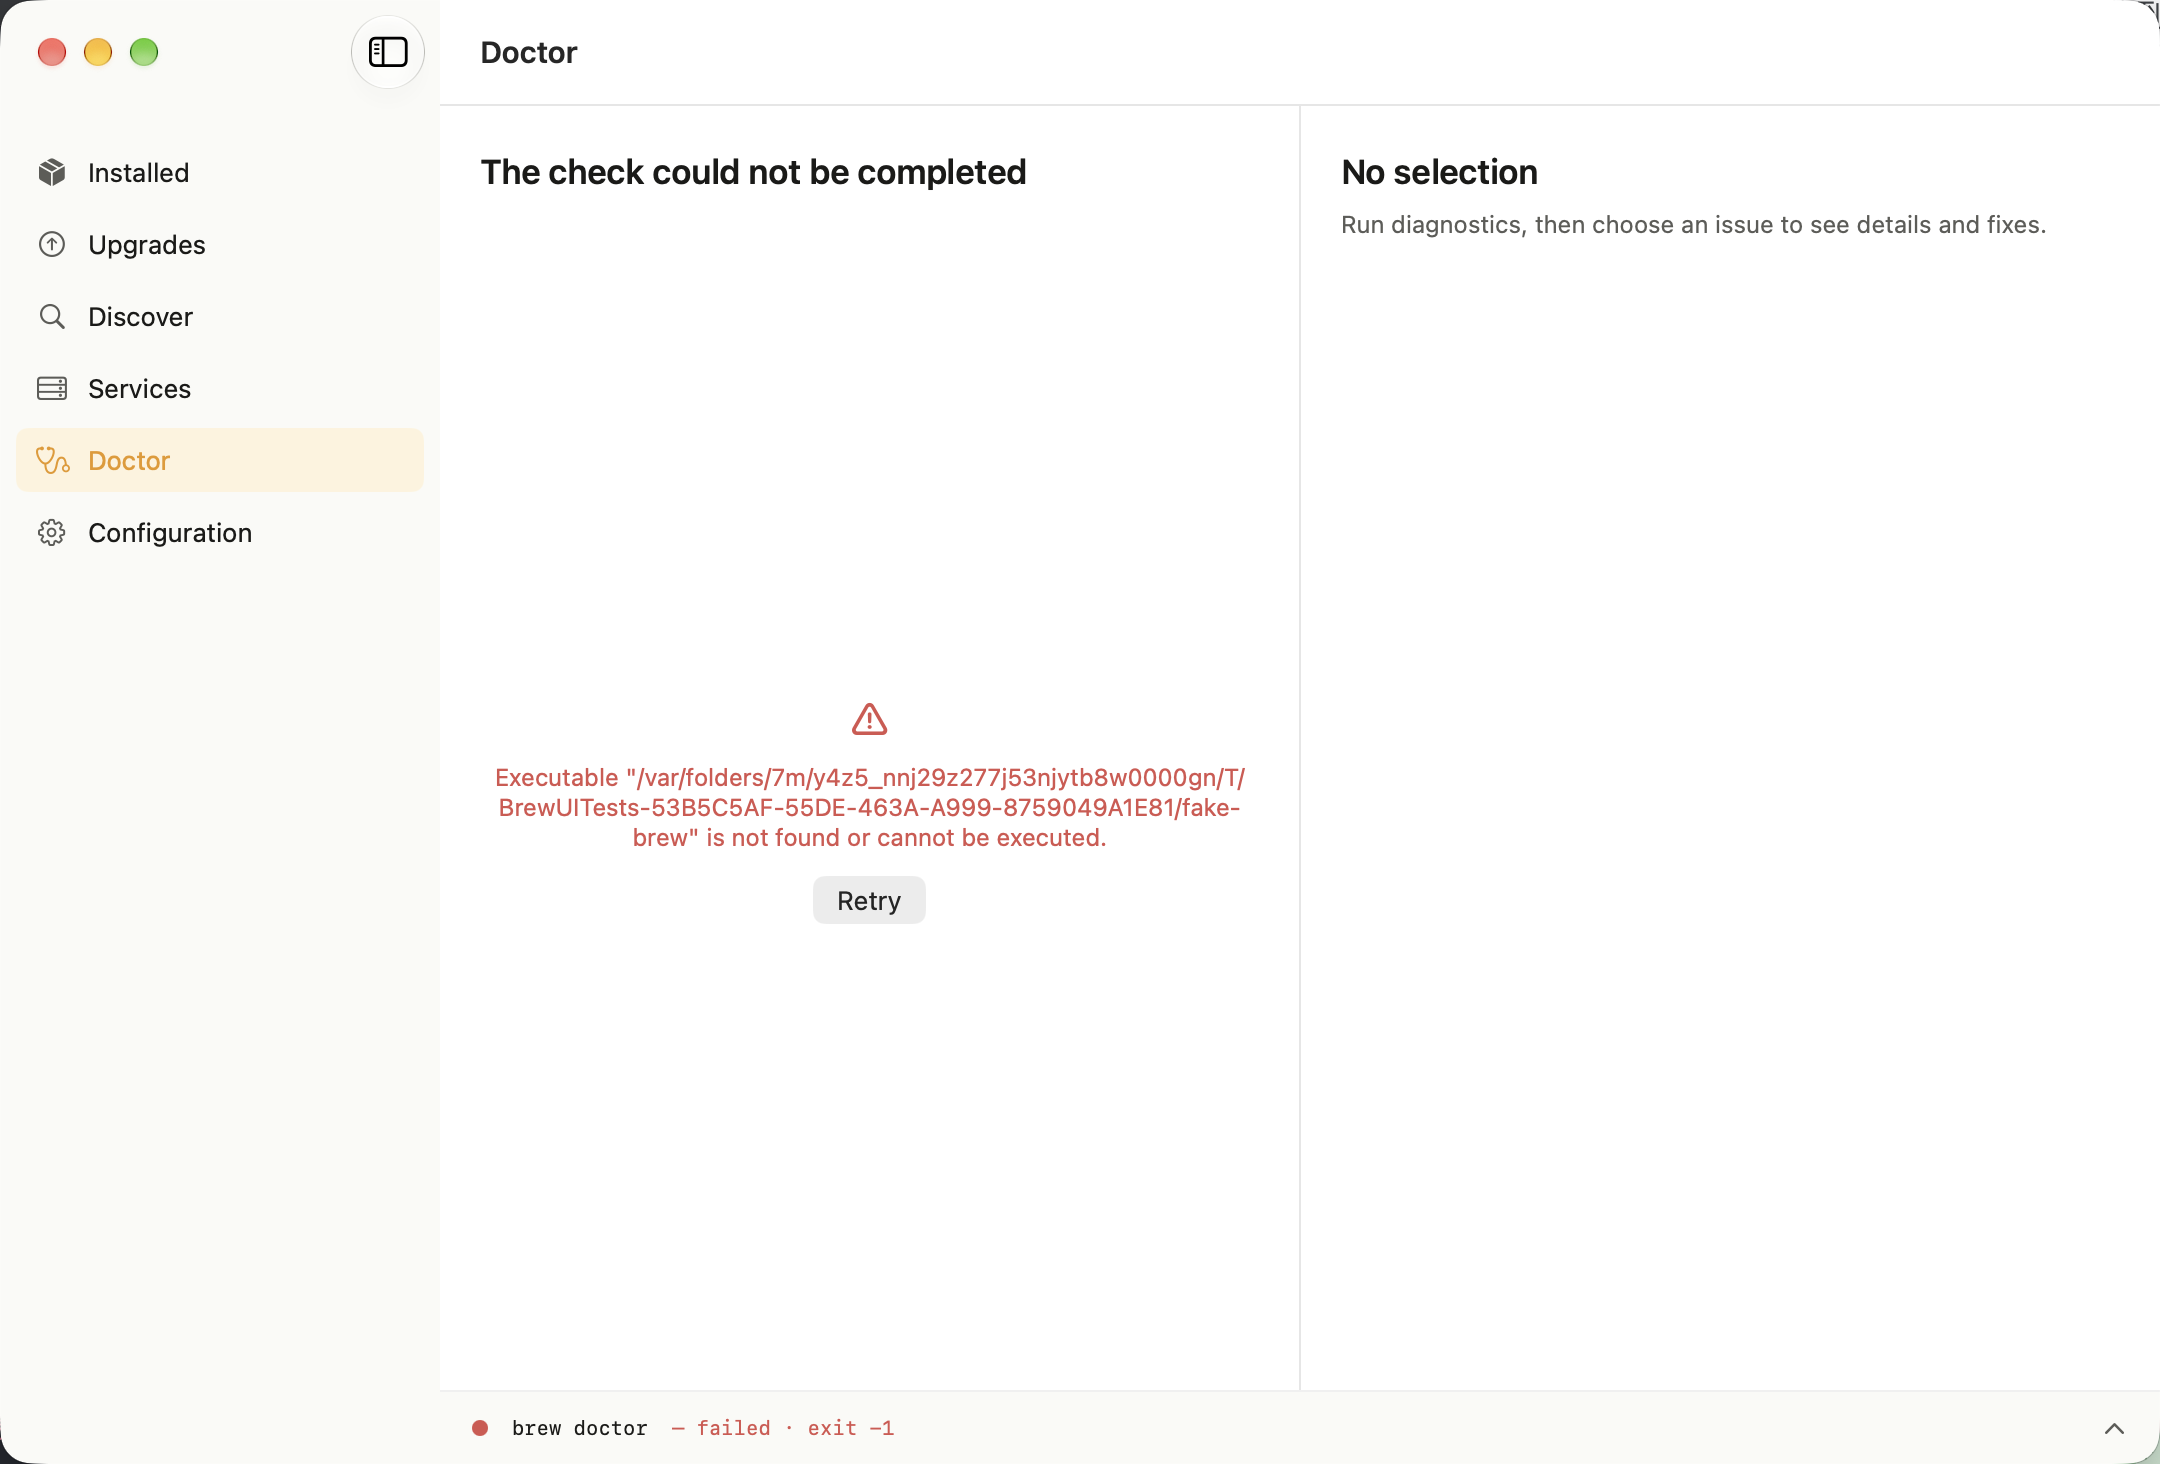 Doctor
Installed
Upgrades
Discover
Services
Doctor
Configuration
The check could not be completed
Executable "/var/folders/7m/y4z5_nnj29z277j53njytb8w0000gn/T/
BrewUITests-53B5C5AF-55DE-463A-A999-8759049A1E81/fake-
brew" is not found or cannot be executed.
Retry
No selection
Run diagnostics, then choose an issue to see details and fixes.
brew doctor — failed · exit −1